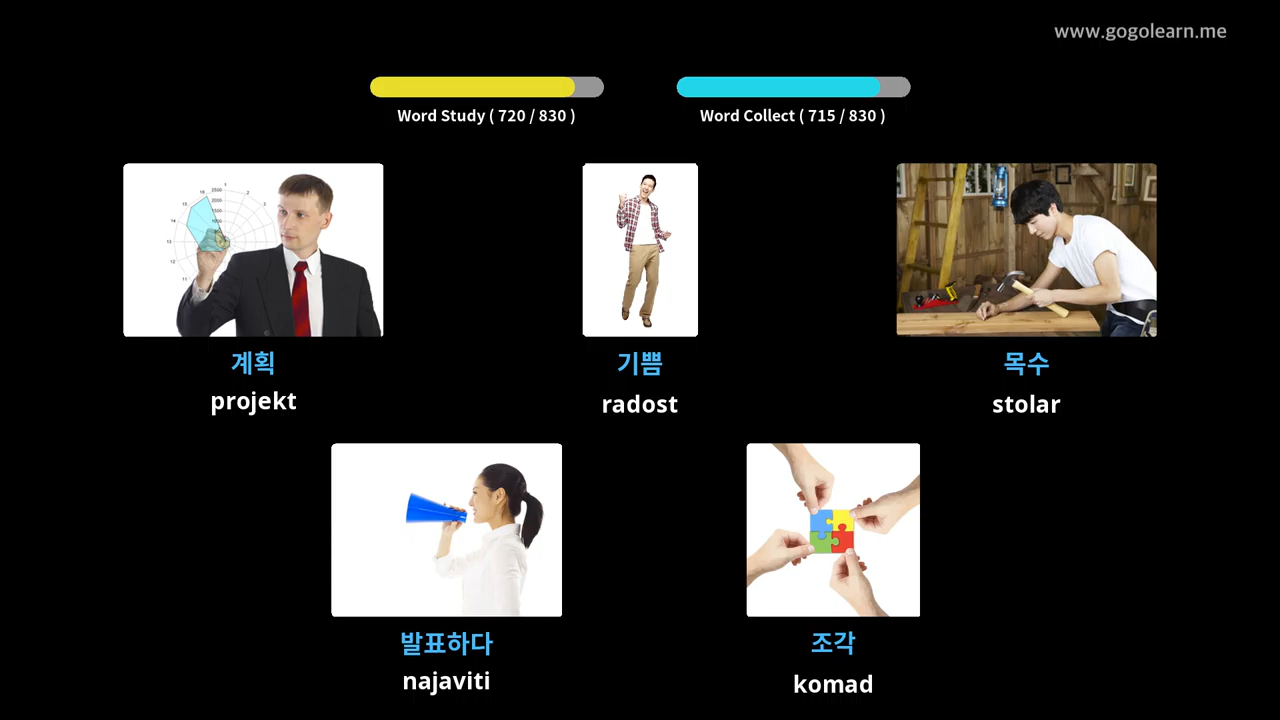 www.gogolearn.me
Word Study ( 720 / 830 )
Word Collect ( 715 / 830 )
계획
projekt
기쁨
radost
목수
stolar
발표하다
najaviti
조각
komad